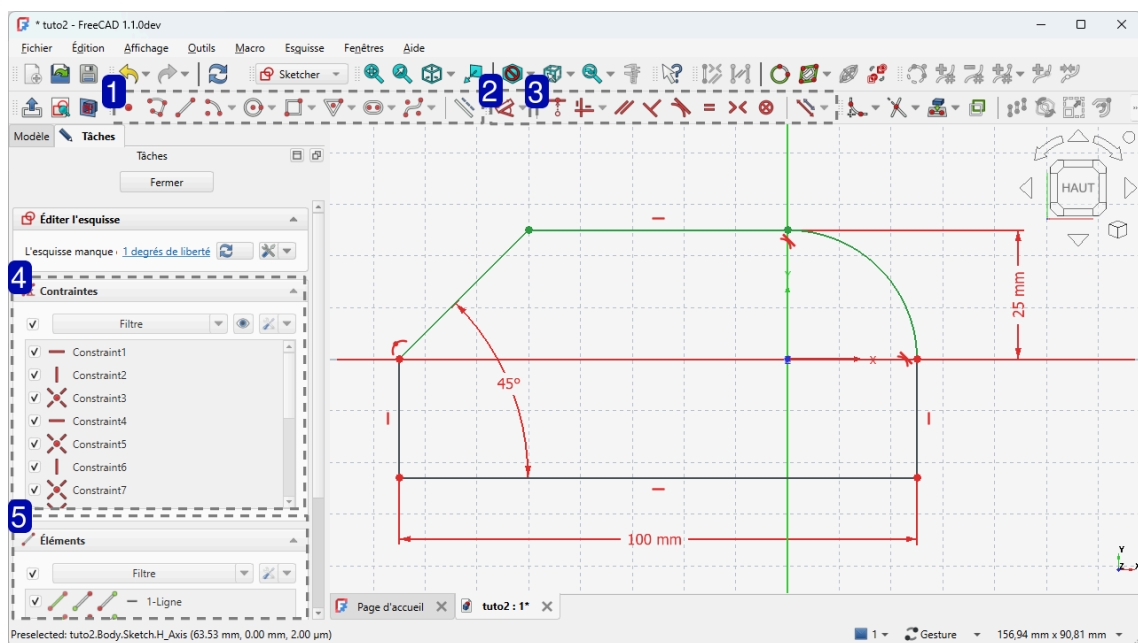 * tuto2 - FreeCAD 1.1.0dev
Fichier Édition Affichage Outils Macro Esquisse Fenêtres Aide
Sketcher
1 2 3
Modèle Tâches
Tâches
Fermer
Éditer l'esquisse
L'esquisse manque 1 degrés de liberté
4
Contraintes
Filtre
Constraint1
Constraint2
Constraint3
Constraint4
Constraint5
Constraint6
Constraint7
5
Éléments
Filtre
1-Ligne
HAUT
25 mm
Y
X
45°
100 mm
Y
Z X
Page d'accueil tuto2 : 1*
Preselected: tuto2.Body.Sketch.H_Axis (63.53 mm, 0.00 mm, 2.00 µm) 1 Gesture 156,94 mm x 90,81 mm